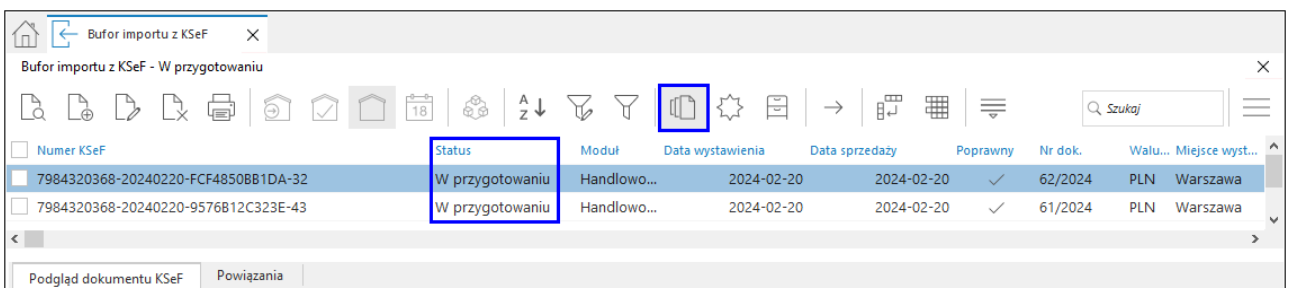 Bufor importu z KSeF
Bufor importu z KSeF - W przygotowaniu
18 A Z Szukaj
Numer KSeF Status Moduł Data wystawienia Data sprzedaży Poprawny Nr dok. Walu... Miejsce wyst...
7984320368-20240220-FCF4850BB1DA-32 W przygotowaniu Handlowo... 2024-02-20 2024-02-20 62/2024 PLN Warszawa
7984320368-20240220-9576B12C323E-43 W przygotowaniu Handlowo... 2024-02-20 2024-02-20 61/2024 PLN Warszawa
Podgląd dokumentu KSeF Powiązania